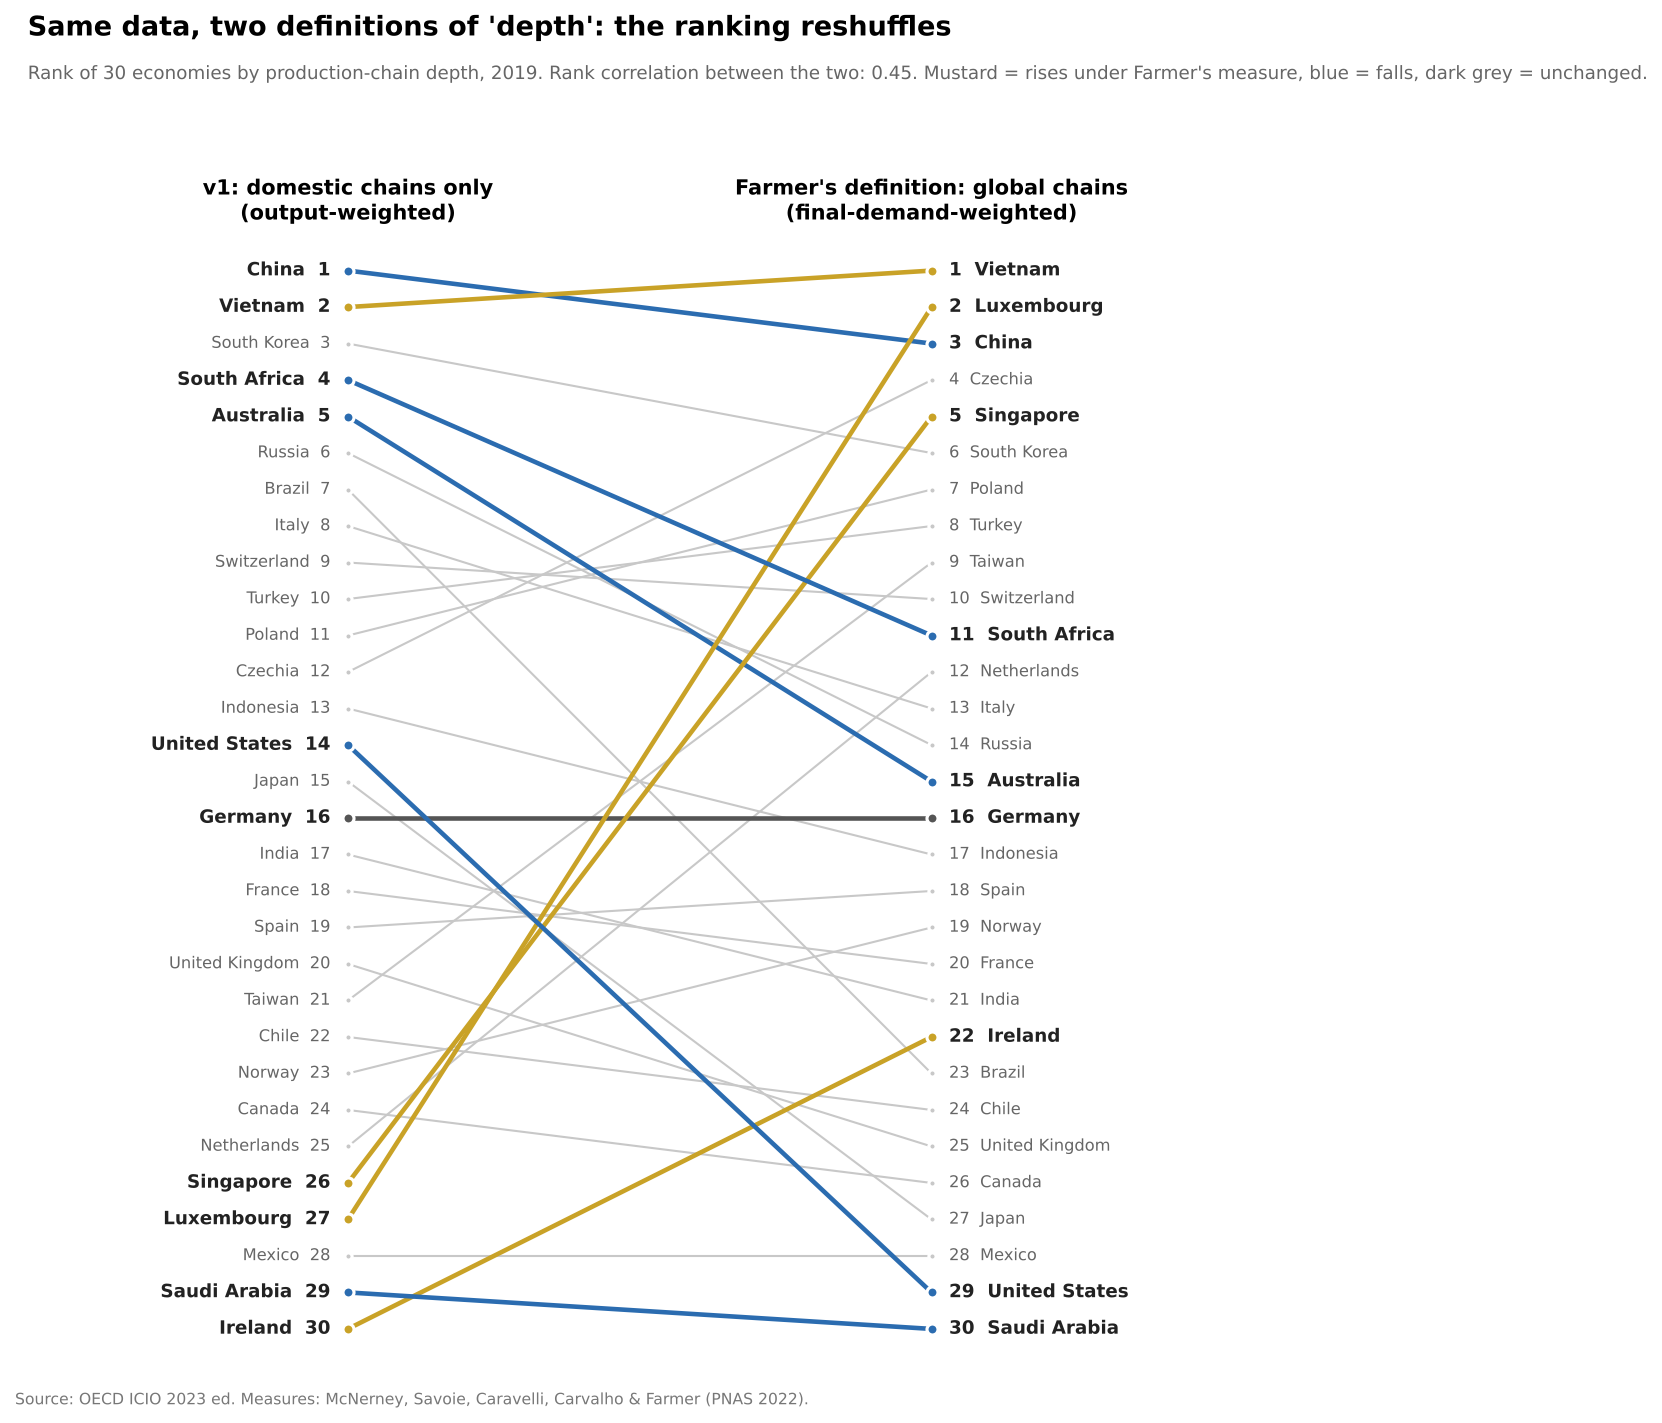 Same data, two definitions of 'depth': the ranking reshuffles
Rank of 30 economies by production-chain depth, 2019. Rank correlation between the two: 0.45. Mustard = rises under Farmer's measure, blue = falls, dark grey = unchanged.
v1: domestic chains only
(output-weighted)
Farmer's definition: global chains
(final-demand-weighted)
China 1
1 Vietnam
Vietnam 2
2 Luxembourg
South Korea 3
3 China
South Africa 4
4 Czechia
Australia 5
5 Singapore
Russia 6
6 South Korea
Brazil 7
7 Poland
Italy 8
8 Turkey
Switzerland 9
9 Taiwan
Turkey 10
10 Switzerland
Poland 11
11 South Africa
Czechia 12
12 Netherlands
Indonesia 13
13 Italy
United States 14
14 Russia
Japan 15
15 Australia
Germany 16
16 Germany
India 17
17 Indonesia
France 18
18 Spain
Spain 19
19 Norway
United Kingdom 20
20 France
Taiwan 21
21 India
Chile 22
22 Ireland
Norway 23
23 Brazil
Canada 24
24 Chile
Netherlands 25
25 United Kingdom
Singapore 26
26 Canada
Luxembourg 27
27 Japan
Mexico 28
28 Mexico
Saudi Arabia 29
29 United States
Ireland 30
30 Saudi Arabia
Source: OECD ICIO 2023 ed. Measures: McNerney, Savoie, Caravelli, Carvalho & Farmer (PNAS 2022).